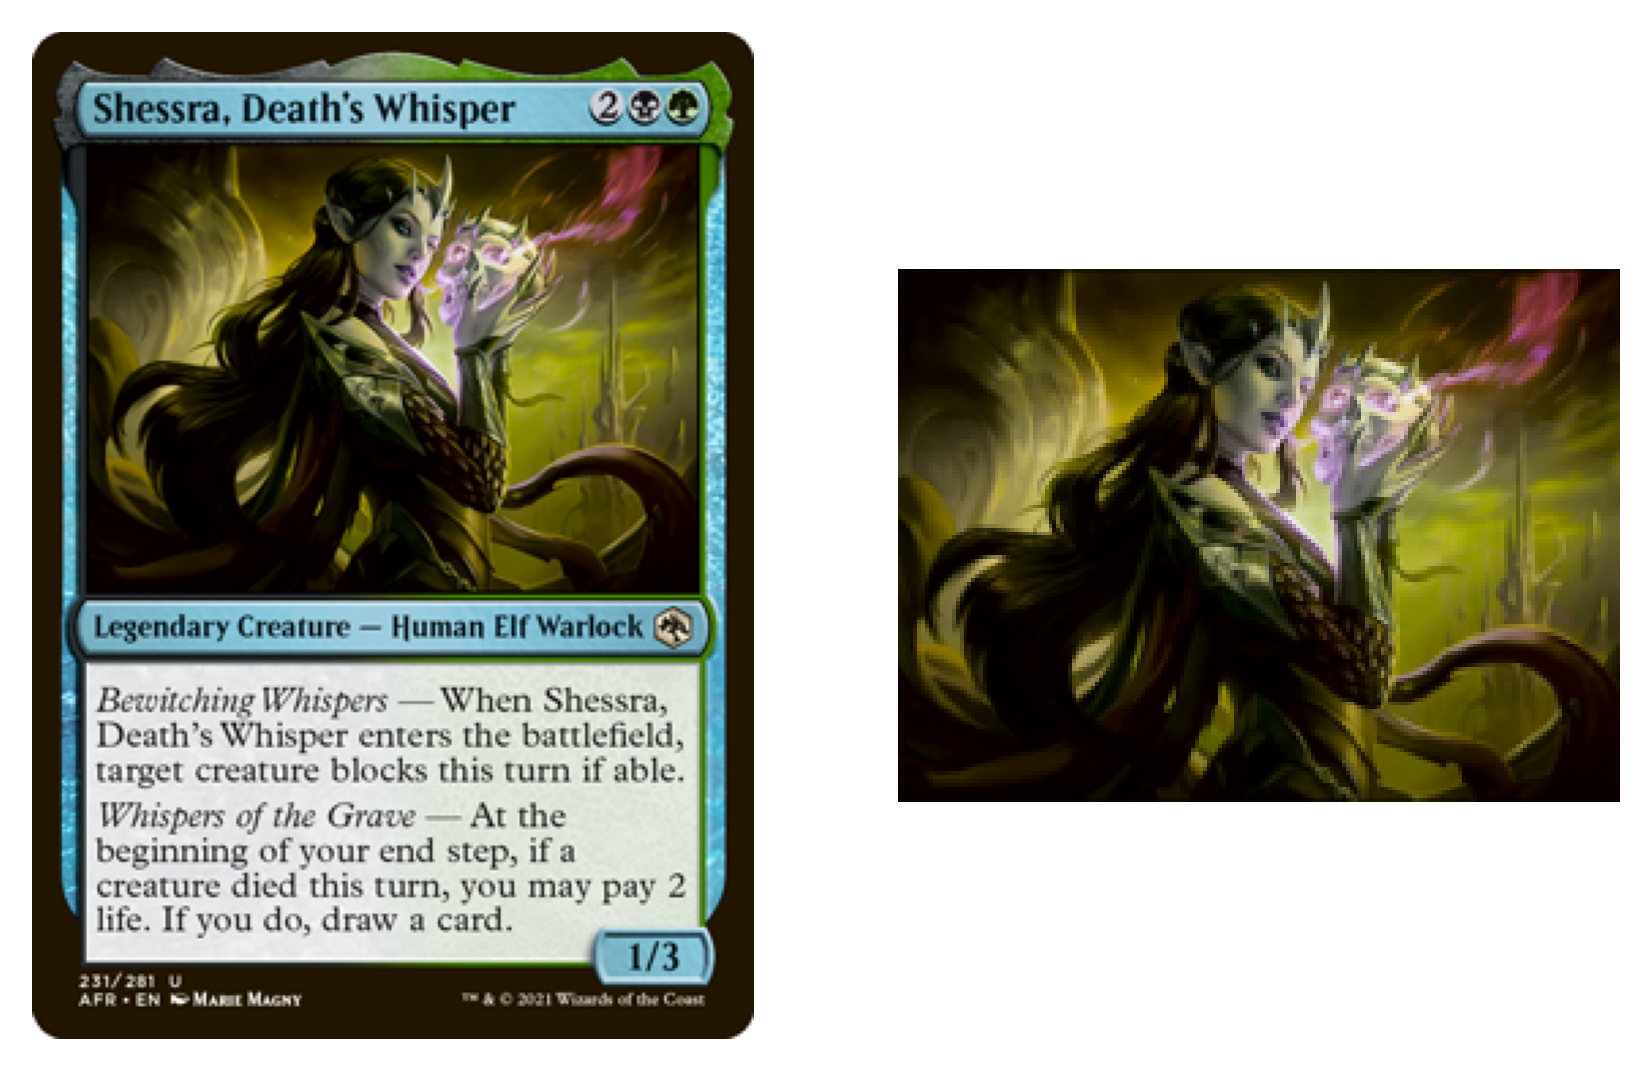 Shessra, Death's Whisper 2
Legendary Creature — Human Elf Warlock
Bewitching Whispers — When Shessra,
Death's Whisper enters the battlefield,
target creature blocks this turn if able.
Whispers of the Grave — At the
beginning of your end step, if a
creature died this turn, you may pay 2
life. If you do, draw a card.
1/3
231/281 U
AFR • EN Marie Magny
™ & © 2021 Wizards of the Coast